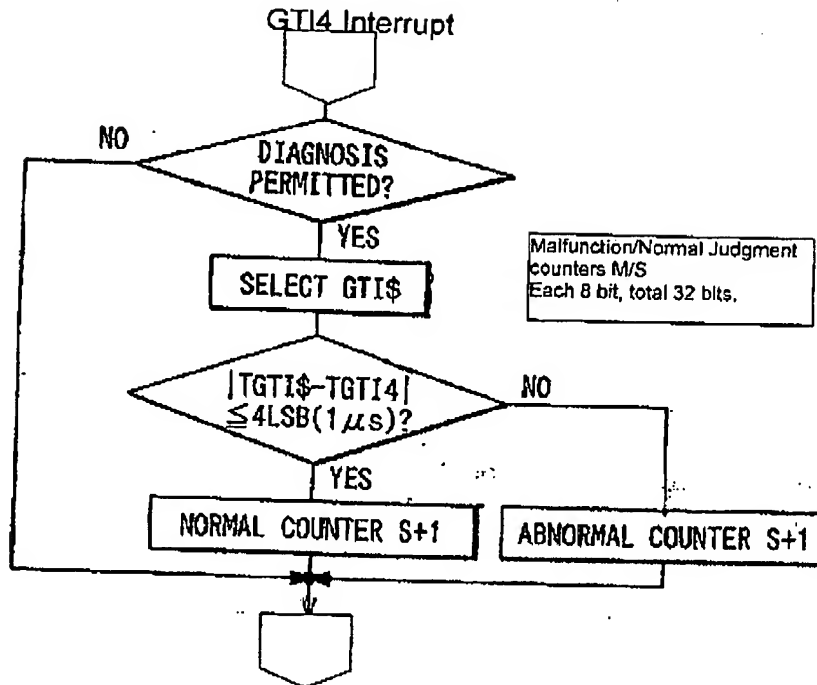 GTI4 Interrupt
NO
DIAGNOSIS
PERMITTED?
YES
SELECT GTI$
Malfunction/Normal Judgment
counters M/S
Each 8 bit, total 32 bits.
|TGTI$-TGTI4|
≦4LSB(1μs)?
NO
YES
NORMAL COUNTER S+1
ABNORMAL COUNTER S+1